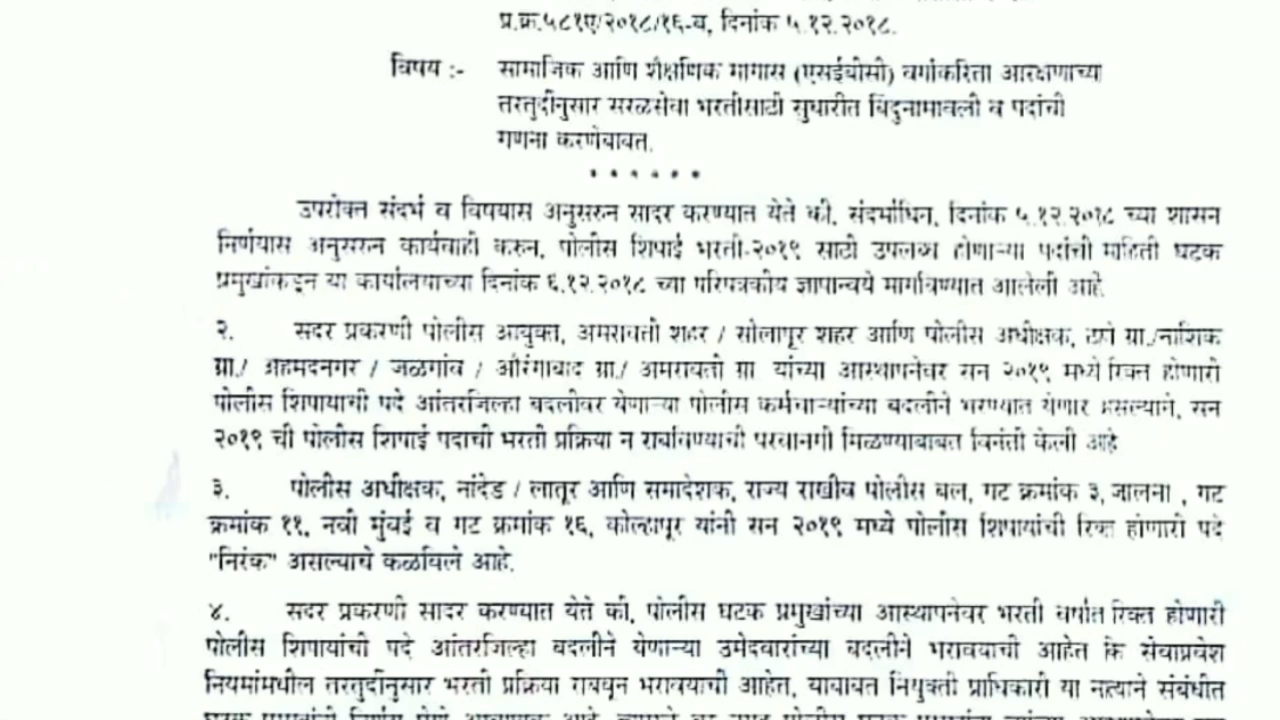 प्र.क्र.५८१ए/२०१८/१६-ब, दिनांक ५.१२.२०१८.
विषय :- सामाजिक आणि शैक्षणिक मागास (एसईबीसी) वर्गाकरिता आरक्षणाच्या
तरतुदीनुसार सरळसेवा भरतीसाठी सुधारीत बिंदुनामावली व पदांची
गणना करणेबाबत.
......
उपरोक्त संदर्भ व विषयास अनुसरुन सादर करण्यात येते की, संदर्भाधिन, दिनांक ५.१२.२०१८ च्या शासन
निर्णयास अनुसरुन कार्यवाही करुन, पोलीस शिपाई भरती-२०१९ साठी उपलब्ध होणाऱ्या पदांची माहिती घटक
प्रमुखांकडून या कार्यालयाच्या दिनांक ६.१२.२०१८ च्या परिपत्रकीय ज्ञापान्वये मागविण्यात आलेली आहे.
२. सदर प्रकरणी पोलीस आयुक्त, अमरावती शहर / सोलापूर शहर आणि पोलीस अधीक्षक, ठाणे ग्रा./नाशिक
ग्रा./ अहमदनगर / जळगांव / औरंगाबाद ग्रा./ अमरावती ग्रा. यांच्या आस्थापनेवर सन २०१९ मध्ये रिक्त होणारी
पोलीस शिपायाची पदे आंतरजिल्हा बदलीवर येणाऱ्या पोलीस कर्मचाऱ्यांच्या बदलीने भरण्यात येणार असल्याने, सन
२०१९ ची पोलीस शिपाई पदाची भरती प्रक्रिया न राबविण्याची परवानगी मिळण्याबाबत विनंती केली आहे.
३. पोलीस अधीक्षक, नांदेड / लातूर आणि समादेशक, राज्य राखीव पोलीस बल, गट क्रमांक ३, जालना , गट
क्रमांक ११, नवी मुंबई व गट क्रमांक १६, कोल्हापूर यांनी सन २०१९ मध्ये पोलीस शिपायांची रिक्त होणारी पदे
"निरंक" असल्याचे कळविले आहे.
४. सदर प्रकरणी सादर करण्यात येते की, पोलीस घटक प्रमुखांच्या आस्थापनेवर भरती वर्षात रिक्त होणारी
पोलीस शिपायांची पदे आंतरजिल्हा बदलीने येणाऱ्या उमेदवारांच्या बदलीने भरावयाची आहेत कि सेवाप्रवेश
नियमांमधील तरतुदीनुसार भरती प्रक्रिया राबवून भरावयाची आहेत, याबाबत नियुक्ती प्राधिकारी या नात्याने संबंधीत